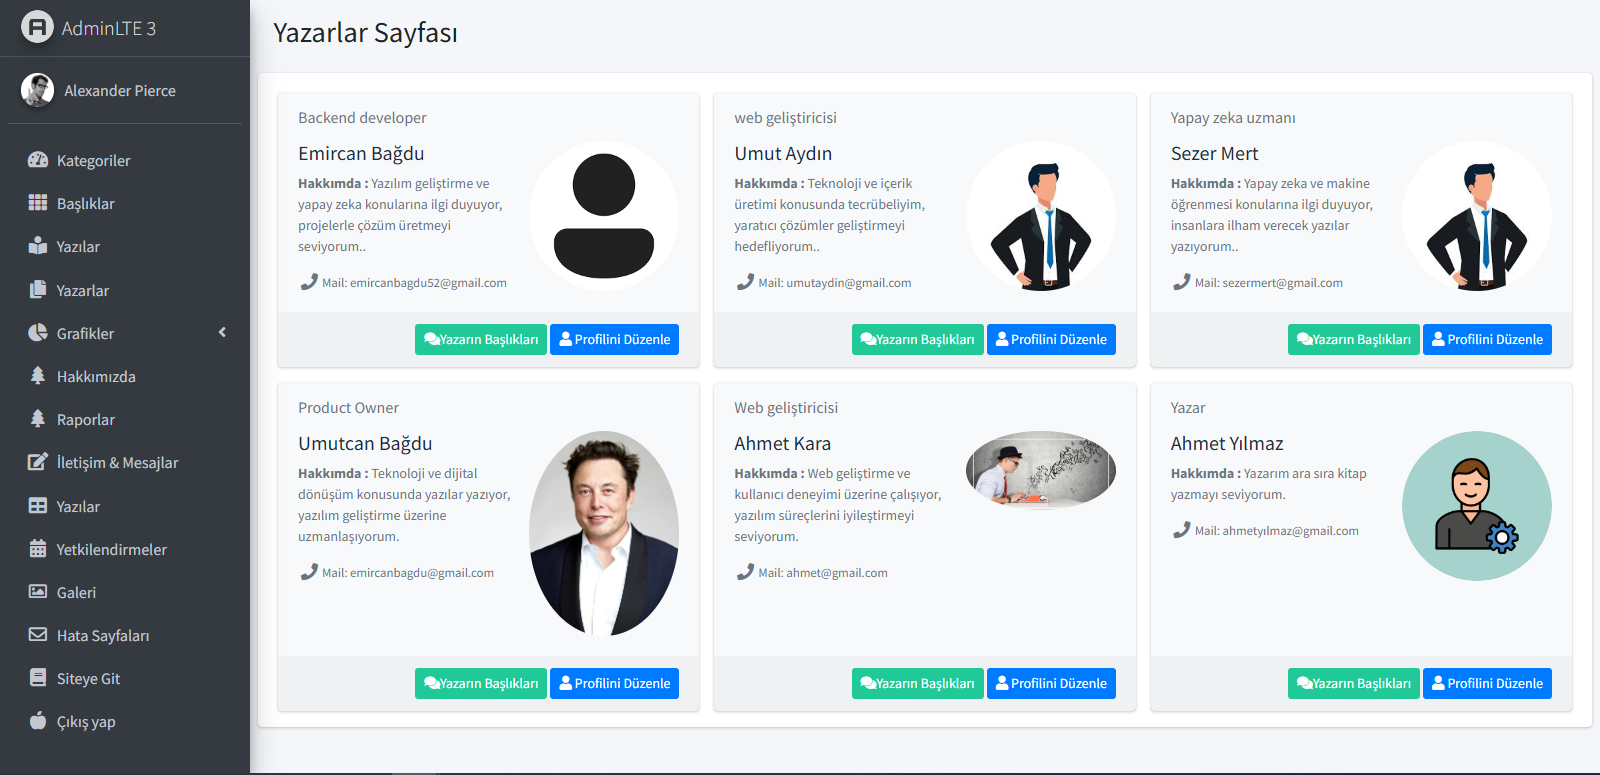 AdminLTE 3
Alexander Pierce
Kategoriler
Başlıklar
Yazılar
Yazarlar
Grafikler
Hakkımızda
Raporlar
İletişim & Mesajlar
Yazılar
Yetkilendirmeler
Galeri
Hata Sayfaları
Siteye Git
Çıkış yap
Yazarlar Sayfası
Backend developer
Emircan Bağdu
Hakkımda : Yazılım geliştirme ve
yapay zeka konularına ilgi duyuyor,
projelerle çözüm üretmeyi
seviyorum..
Mail: emircanbagdu52@gmail.com
Yazarın Başlıkları
Profilini Düzenle
web geliştiricisi
Umut Aydın
Hakkımda : Teknoloji ve içerik
üretimi konusunda tecrübeliyim,
yaratıcı çözümler geliştirmeyi
hedefliyorum..
Mail: umutaydin@gmail.com
Yazarın Başlıkları
Profilini Düzenle
Yapay zeka uzmanı
Sezer Mert
Hakkımda : Yapay zeka ve makine
öğrenmesi konularına ilgi duyuyor,
insanlara ilham verecek yazılar
yazıyorum..
Mail: sezermert@gmail.com
Yazarın Başlıkları
Profilini Düzenle
Product Owner
Umutcan Bağdu
Hakkımda : Teknoloji ve dijital
dönüşüm konusunda yazılar yazıyor,
yazılım geliştirme üzerine
uzmanlaşıyorum.
Mail: emircanbagdu@gmail.com
Yazarın Başlıkları
Profilini Düzenle
Web geliştiricisi
Ahmet Kara
Hakkımda : Web geliştirme ve
kullanıcı deneyimi üzerine çalışıyor,
yazılım süreçlerini iyileştirmeyi
seviyorum.
Mail: ahmet@gmail.com
Yazarın Başlıkları
Profilini Düzenle
Yazar
Ahmet Yılmaz
Hakkımda : Yazarım ara sıra kitap
yazmayı seviyorum.
Mail: ahmetyılmaz@gmail.com
Yazarın Başlıkları
Profilini Düzenle